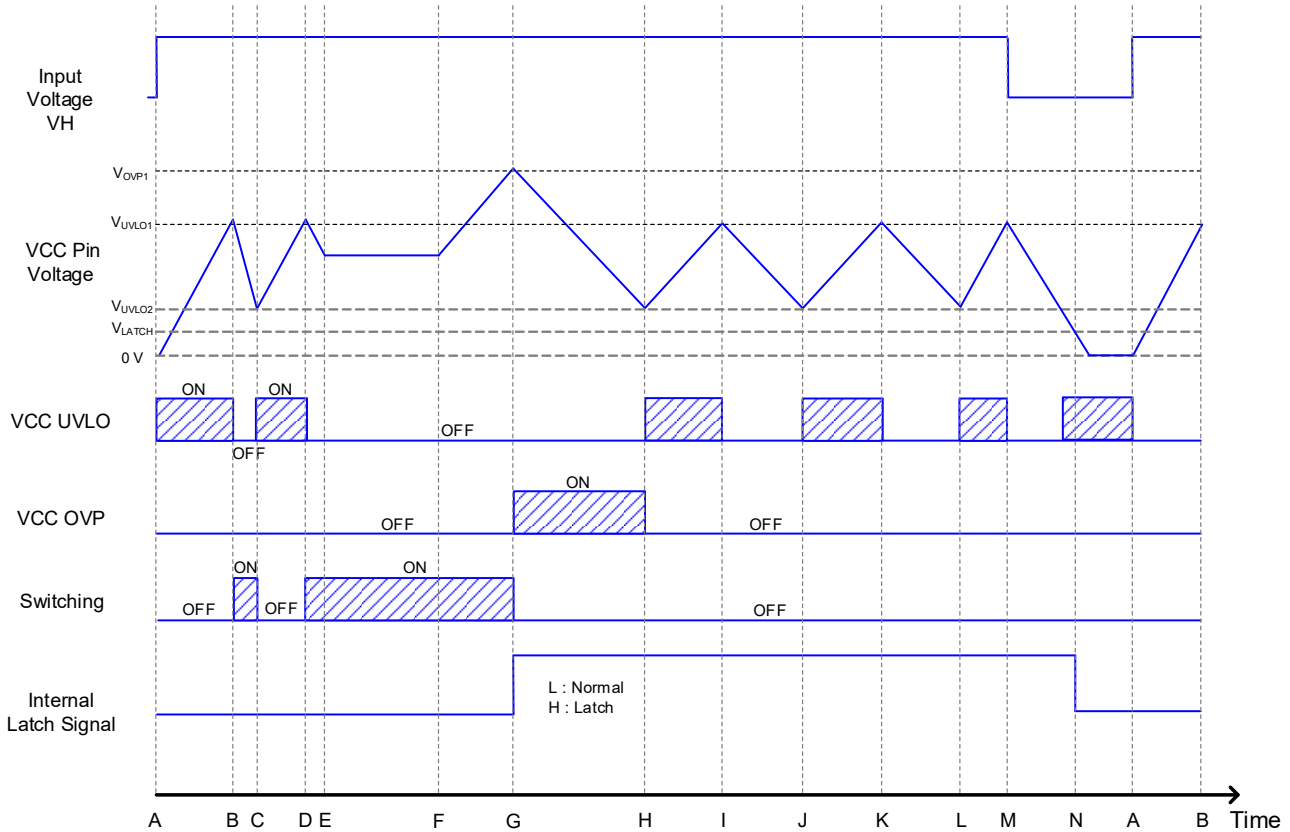 Input
Voltage
VH
VOVP1
VUVLO1
VCC Pin
Voltage
VUVLO2
VLATCH
0 V
ON ON
VCC UVLO
OFF
OFF
ON
VCC OVP
OFF OFF
ON ON
Switching
OFF OFF OFF
L : Normal
H : Latch
Internal
Latch Signal
A B C D E F G H I J K L M N A B Time